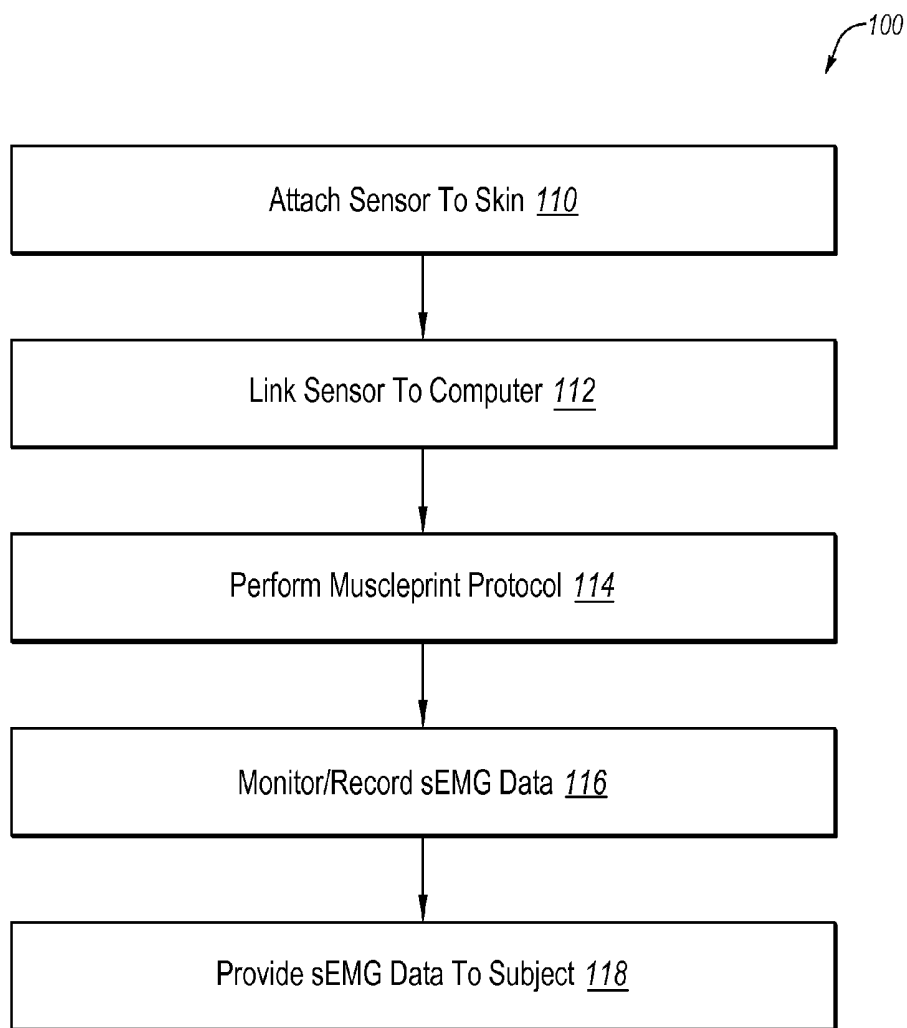 100
Attach Sensor To Skin 110
Link Sensor To Computer 112
Perform Muscleprint Protocol 114
Monitor/Record sEMG Data 116
Provide sEMG Data To Subject 118